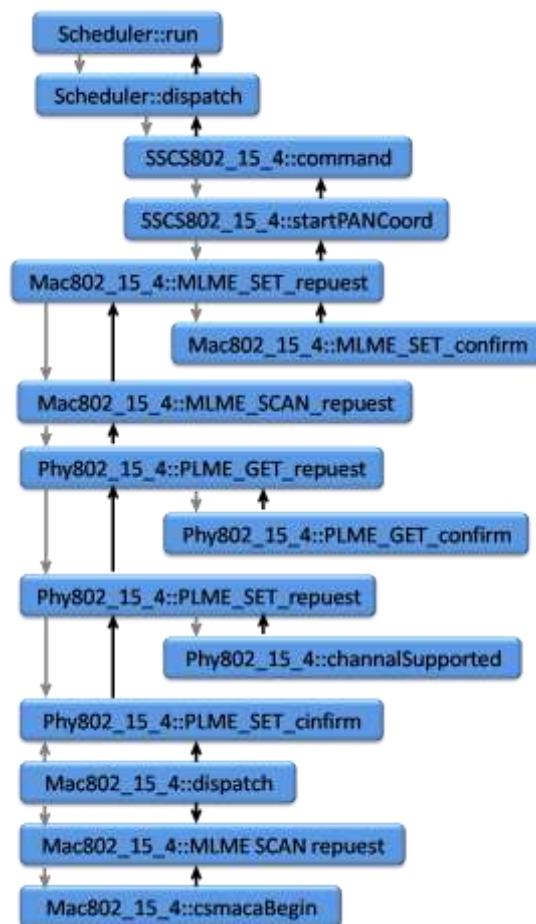 Scheduler::run
Scheduler::dispatch
SSCS802_15_4::command
SSCS802_15_4::startPANCoord
Mac802_15_4::MLME_SET_repuest
Mac802_15_4::MLME_SET_confirm
Mac802_15_4::MLME_SCAN_repuest
Phy802_15_4::PLME_GET_repuest
Phy802_15_4::PLME_GET_confirm
Phy802_15_4::PLME_SET_repuest
Phy802_15_4::channalSupported
Phy802_15_4::PLME_SET_cinfirm
Mac802_15_4::dispatch
Mac802_15_4::MLME SCAN repuest
Mac802_15_4::csmacaBegin